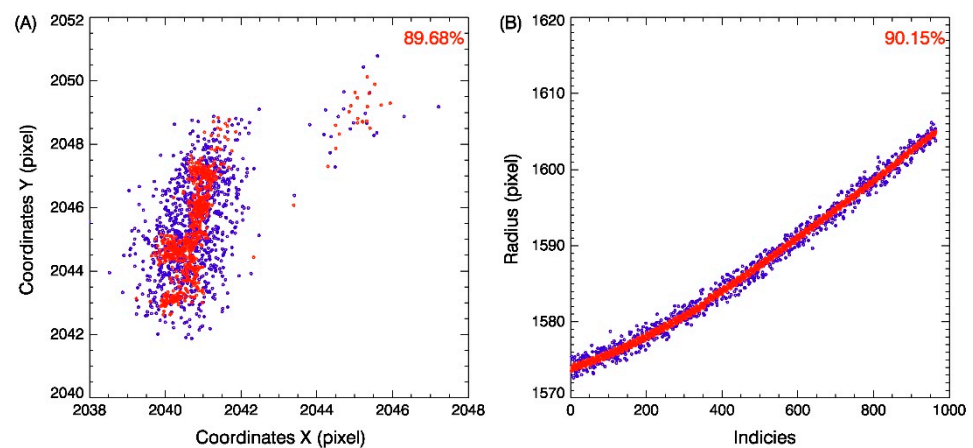 (A)
89.68%
2052
2050
2048
2046
2044
2042
2040
Coordinates Y (pixel)
2038 2040 2042 2044 2046 2048
Coordinates X (pixel)
(B)
90.15%
1620
1610
1600
1590
1580
1570
Radius (pixel)
0 200 400 600 800 1000
Indicies